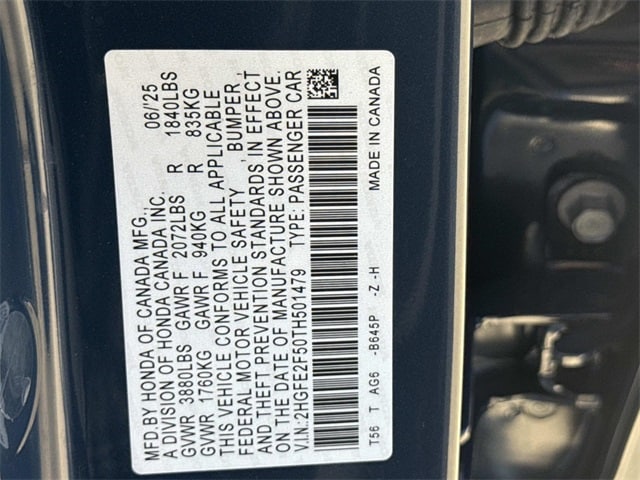 MFD.BY HONDA OF CANADA MFG., 06/'25
A DIVISION OF HONDA CANADA INC.
GVWR 3880LBS GAWR F 2072LBS R 1840LBS
GVWR 1760KG GAWR F 940KG R 835KG
THIS VEHICLE CONFORMS TO ALL APPLICABLE
FEDERAL MOTOR VEHICLE SAFETY , BUMPER ,
AND THEFT PREVENTION STANDARDS IN EFFECT
ON THE DATE OF MANUFACTURE SHOWN ABOVE.
V.I.N.:2HGFE2F50TH501479 TYPE: PASSENGER CAR
T56 T AG6 -B645P -Z -H MADE IN CANADA